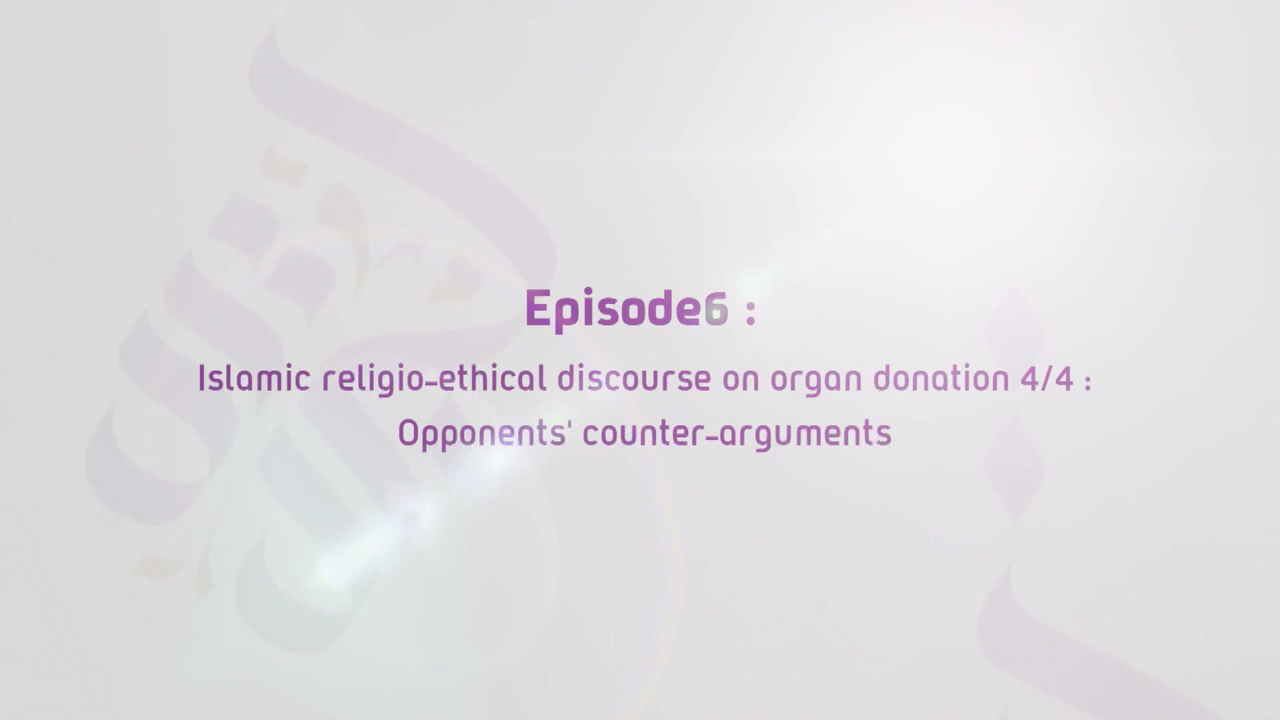 Episode6 :
Islamic religio-ethical discourse on organ donation 4/4 :
Opponents' counter-arguments